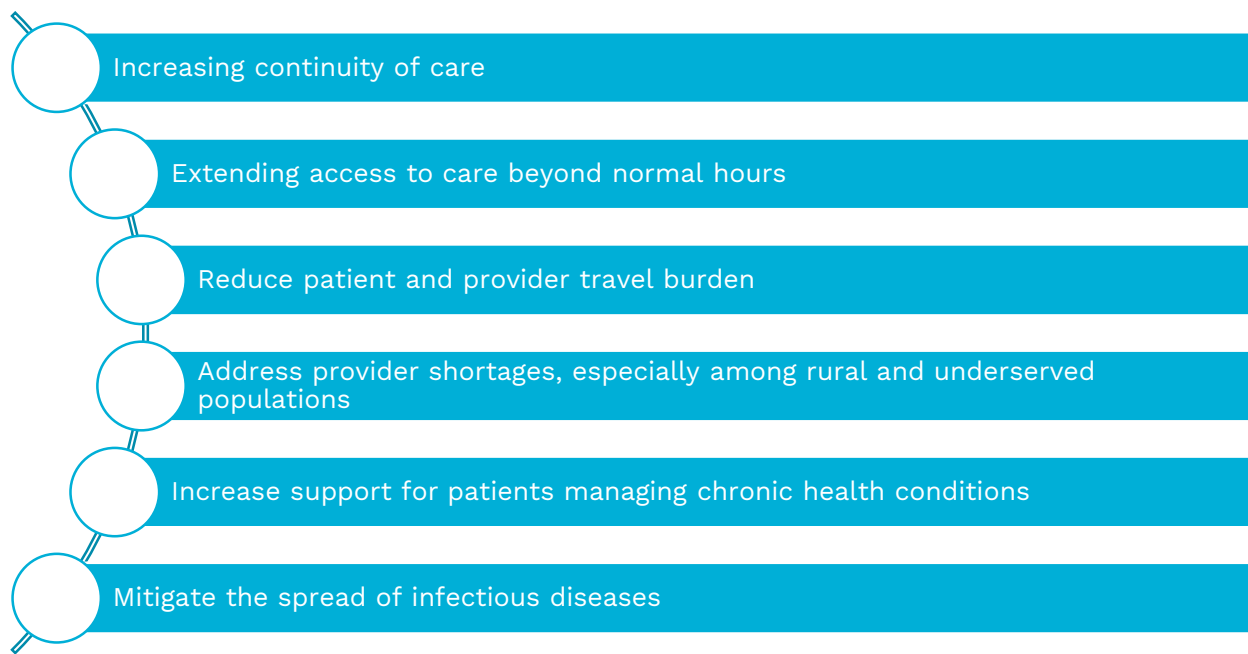 Increasing continuity of care
Extending access to care beyond normal hours
Reduce patient and provider travel burden
Address provider shortages, especially among rural and underserved
populations
Increase support for patients managing chronic health conditions
Mitigate the spread of infectious diseases